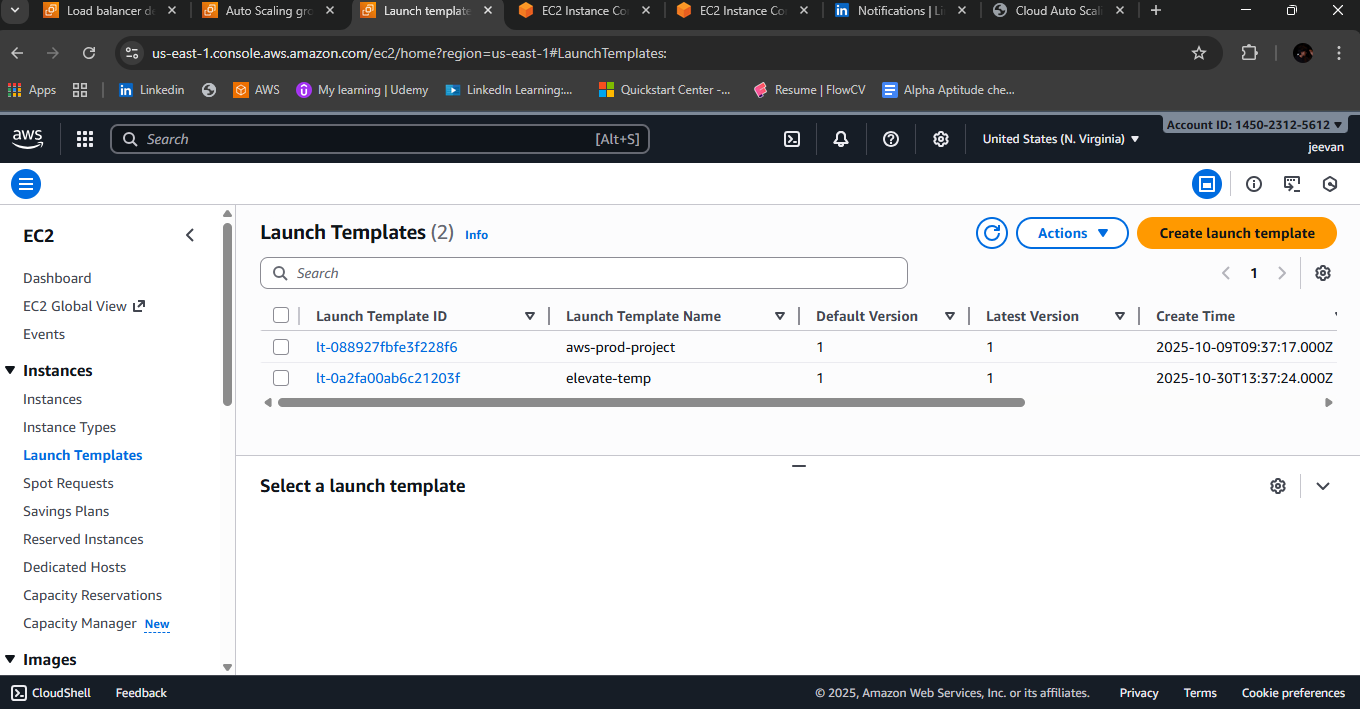 Load balancer de
Auto Scaling gro
Launch template
EC2 Instance Co
EC2 Instance Co
Notifications | Li
Cloud Auto Scali
us-east-1.console.aws.amazon.com/ec2/home?region=us-east-1#LaunchTemplates:
Apps
Linkedin
AWS
My learning | Udemy
LinkedIn Learning:...
Quickstart Center -...
Resume | FlowCV
Alpha Aptitude che...
aws
Search
[Alt+S]
United States (N. Virginia)
Account ID: 1450-2312-5612
jeevan
EC2
Dashboard
EC2 Global View
Events
Instances
Instances
Instance Types
Launch Templates
Spot Requests
Savings Plans
Reserved Instances
Dedicated Hosts
Capacity Reservations
Capacity Manager New
Images
Launch Templates (2) Info
Actions
Create launch template
Search
1
Launch Template ID Launch Template Name Default Version Latest Version Create Time
lt-088927fbfe3f228f6 aws-prod-project 1 1 2025-10-09T09:37:17.000Z
lt-0a2fa00ab6c21203f elevate-temp 1 1 2025-10-30T13:37:24.000Z
Select a launch template
CloudShell Feedback
© 2025, Amazon Web Services, Inc. or its affiliates. Privacy Terms Cookie preferences